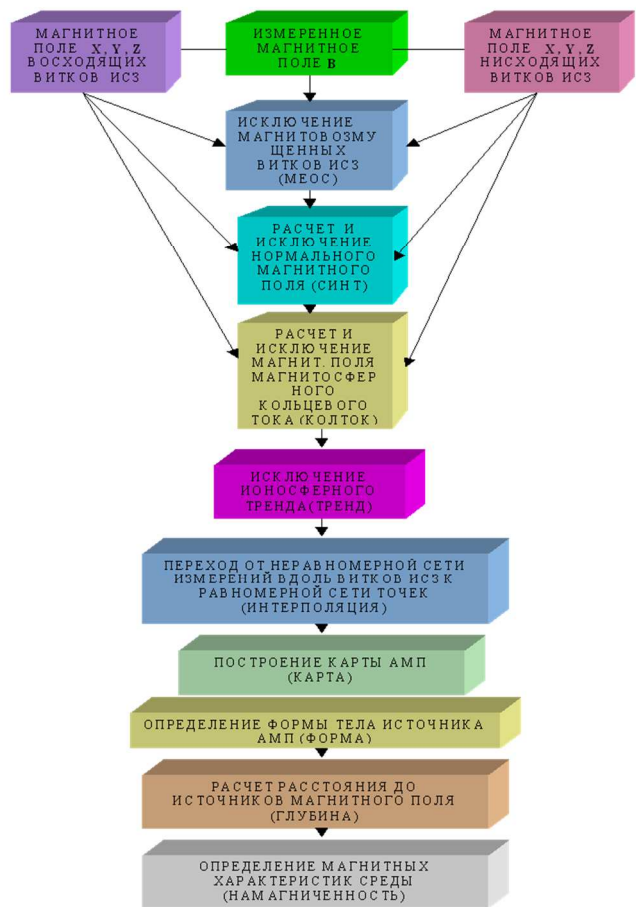 МАГНИТНОЕ
ПОЛЕ X, Y, Z
ВОСХОДЯЩИХ
ВИТКОВ ИСЗ
ИЗМЕРЕННОЕ
МАГНИТНОЕ
ПОЛЕ B
МАГНИТНОЕ
ПОЛЕ X, Y, Z
НИСХОДЯЩИХ
ВИТКОВ ИСЗ
ИСКЛЮЧЕНИЕ
МАГНИТОВОЗМУ
ЩЕННЫХ
ВИТКОВ ИСЗ
(МЕОС)
РАСЧЕТ И
ИСКЛЮЧЕНИЕ
НОРМАЛЬНОГО
МАГНИТНОГО
ПОЛЯ (СИНТ)
РАСЧЕТ И
ИСКЛЮЧЕНИЕ
МАГНИТ. ПОЛЯ
МАГНИТОСФЕР
НОГО
КОЛЬЦЕВОГО
ТОКА (КОЛТОК)
ИСКЛЮЧЕНИЕ
ИОНОСФЕРНОГО
ТРЕНДА(ТРЕНД)
ПЕРЕХОД ОТ НЕРАВНОМЕРНОЙ СЕТИ
ИЗМЕРЕНИЙ ВДОЛЬ ВИТКОВ ИСЗ К
РАВНОМЕРНОЙ СЕТИ ТОЧЕК
(ИНТЕРПОЛЯЦИЯ)
ПОСТРОЕНИЕ КАРТЫ АМП
(КАРТА)
ОПРЕДЕЛЕНИЕ ФОРМЫ ТЕЛА ИСТОЧНИКА
АМП (ФОРМА)
РАСЧЕТ РАССТОЯНИЯ ДО
ИСТОЧНИКОВ МАГНИТНОГО ПОЛЯ
(ГЛУБИНА)
ОПРЕДЕЛЕНИЕ МАГНИТНЫХ
ХАРАКТЕРИСТИК СРЕДЫ
(НАМАГНИЧЕННОСТЬ)